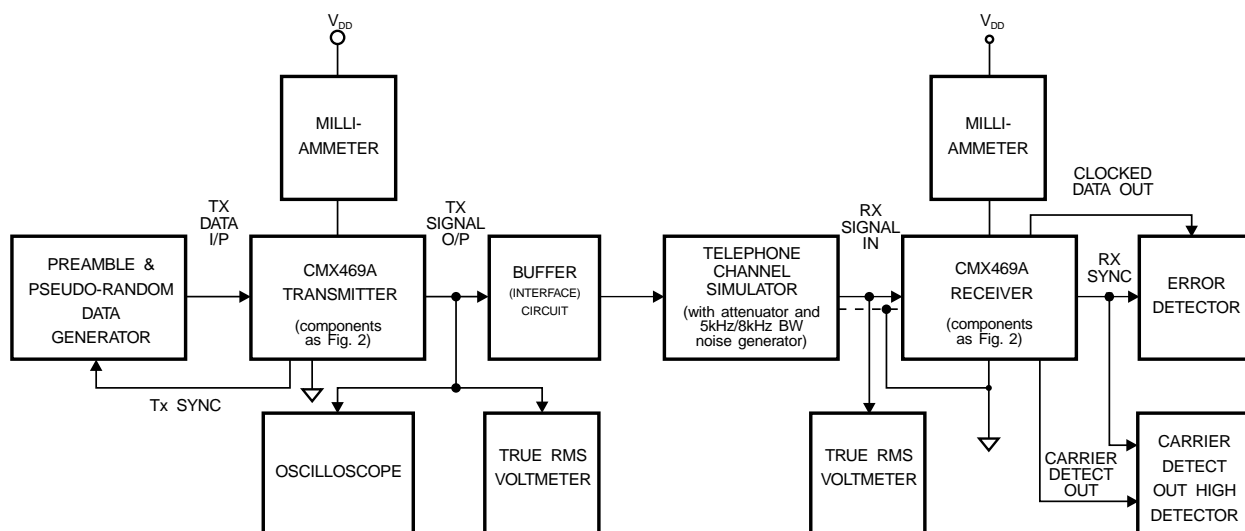 VDD
VDD
MILLI-
AMMETER
MILLI-
AMMETER
CLOCKED
DATA OUT
TX
DATA
I/P
TX
SIGNAL
O/P
RX
SIGNAL
IN
PREAMBLE &
PSEUDO-RANDOM
DATA
GENERATOR
CMX469A
TRANSMITTER
(components
as Fig. 2)
BUFFER
(INTERFACE)
CIRCUIT
TELEPHONE
CHANNEL
SIMULATOR
(with attenuator and
5kHz/8kHz BW
noise generator)
CMX469A
RECEIVER
(components
as Fig. 2)
RX
SYNC
ERROR
DETECTOR
Tx SYNC
OSCILLOSCOPE
TRUE RMS
VOLTMETER
TRUE RMS
VOLTMETER
CARRIER
DETECT
OUT
CARRIER
DETECT
OUT HIGH
DETECTOR